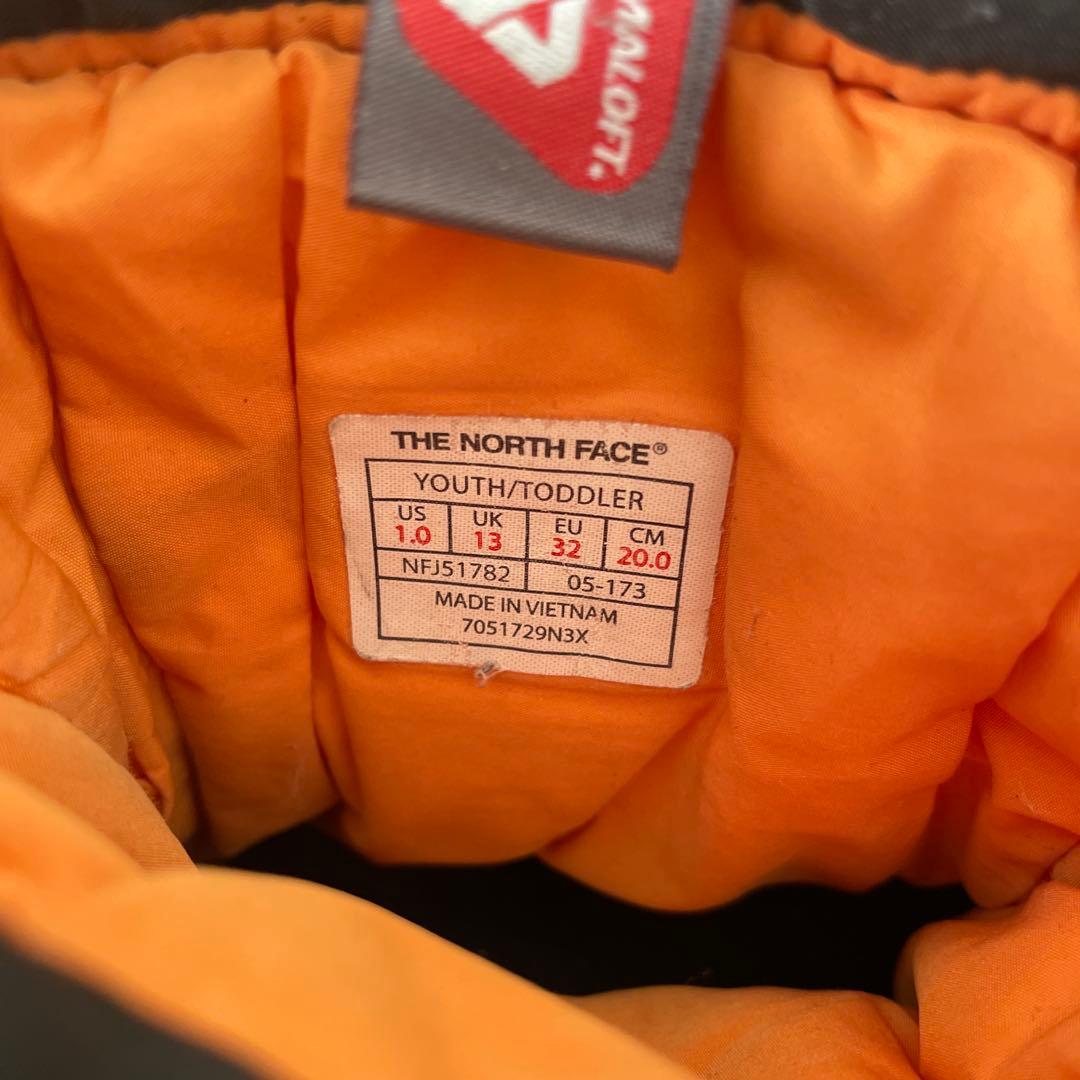 MALOFT.
THE NORTH FACE®
YOUTH/TODDLER
US UK EU CM
1.0 13 32 20.0
NFJ51782 05-173
MADE IN VIETNAM
7051729N3X